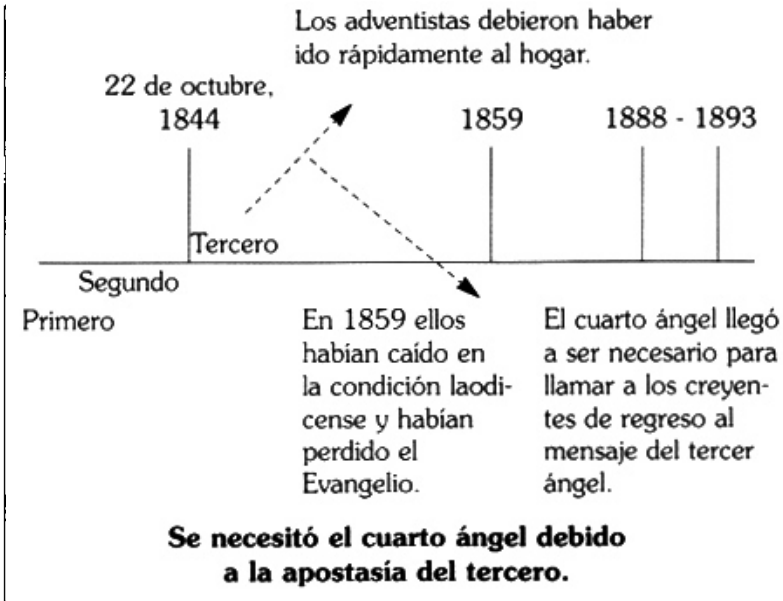 Los adventistas debieron haber
ido rápidamente al hogar.
22 de octubre,
1844
1859
1888 - 1893
Tercero
Segundo
Primero
En 1859 ellos
habían caído en
la condición laodi-
cense y habían
perdido el
Evangelio.
El cuarto ángel llegó
a ser necesario para
llamar a los creyen-
tes de regreso al
mensaje del tercer
ángel.
Se necesitó el cuarto ángel debido
a la apostasía del tercero.